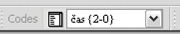 Codes čas {2-0}